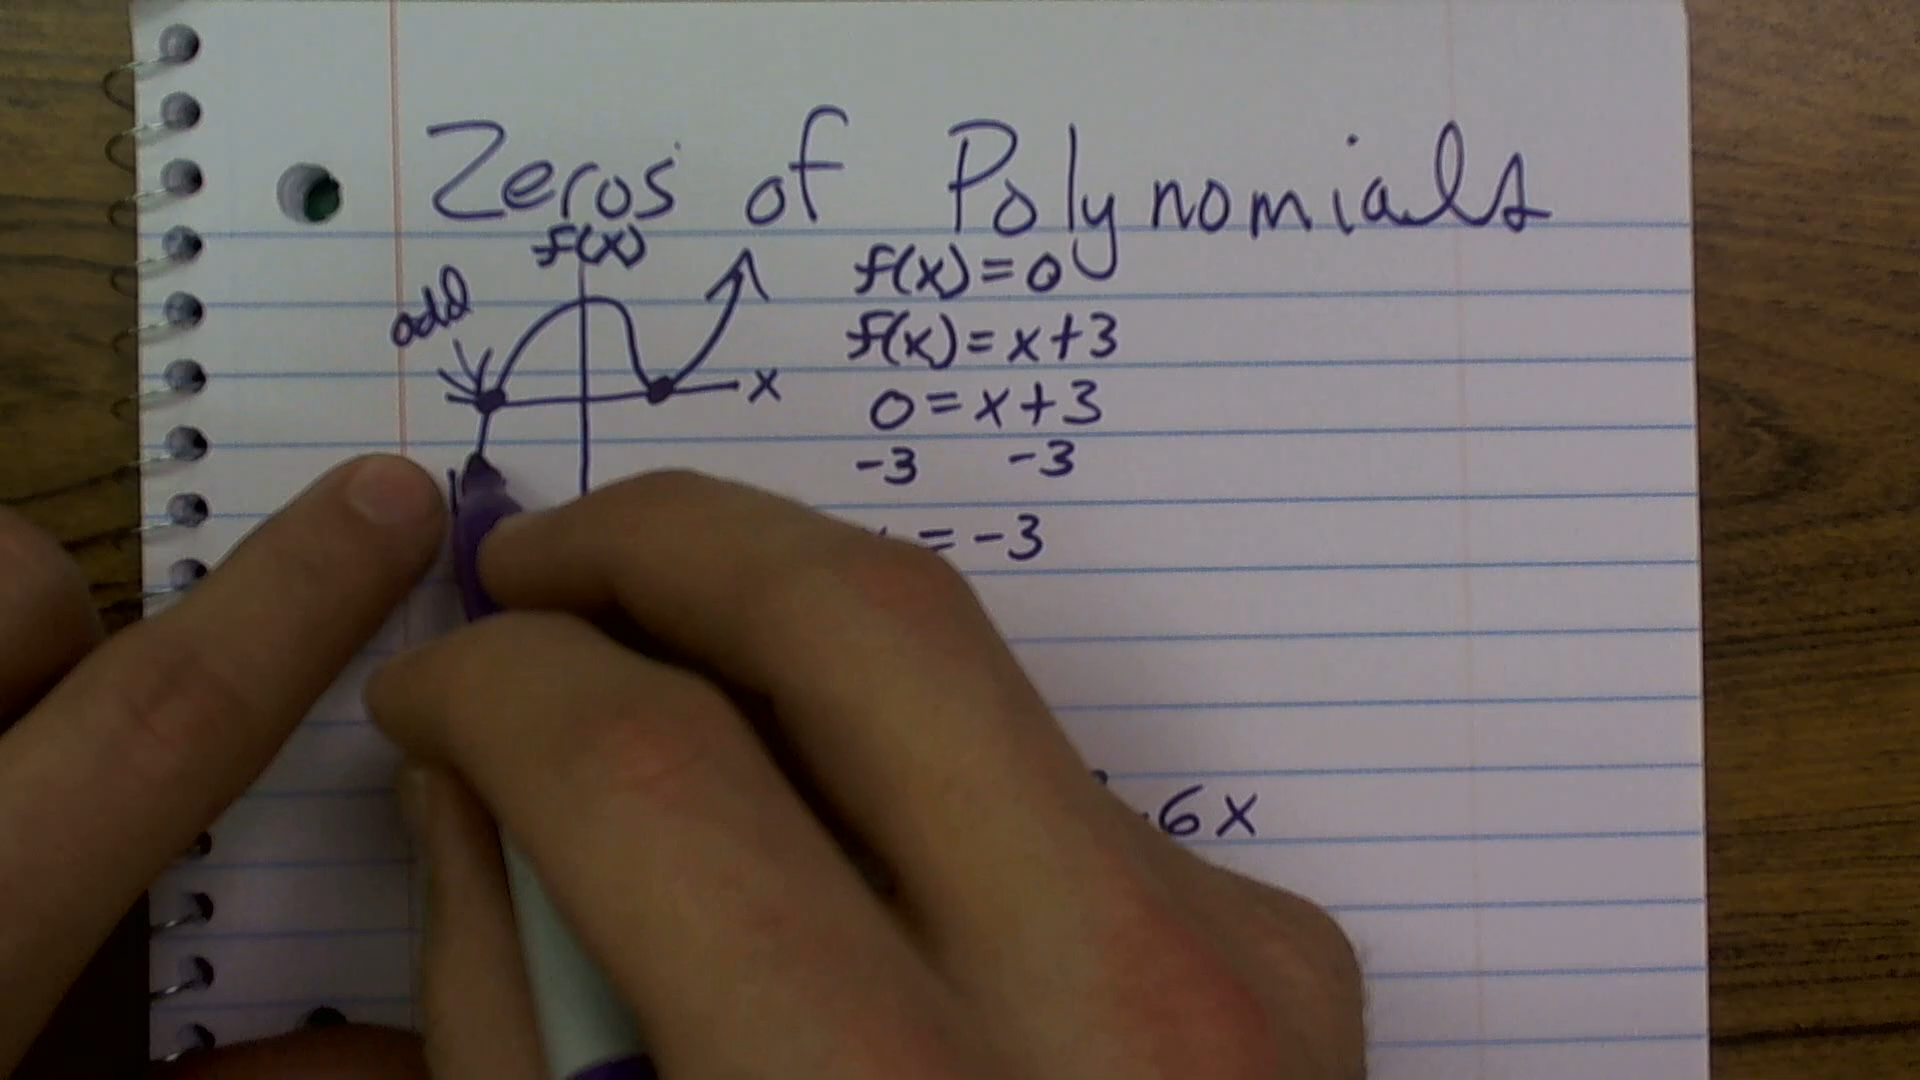 Zeros of Polynomials
f(x)
odd
x
f(x) = 0
f(x) = x + 3
0 = x + 3
-3 -3
= -3
6x